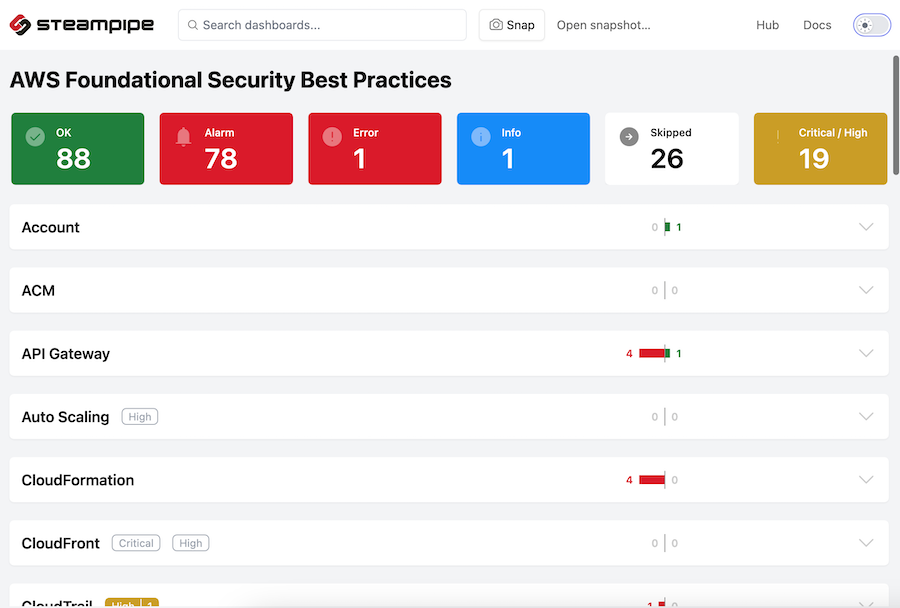 steampipe Search dashboards... Snap Open snapshot... Hub Docs
AWS Foundational Security Best Practices
OK Alarm Error Info Skipped Critical / High
88 78 1 1 26 19
Account 0 1
ACM 0 0
API Gateway 4 1
Auto Scaling High 0 0
CloudFormation 4 0
CloudFront Critical High 0 0
CloudTrail High 1 1 0